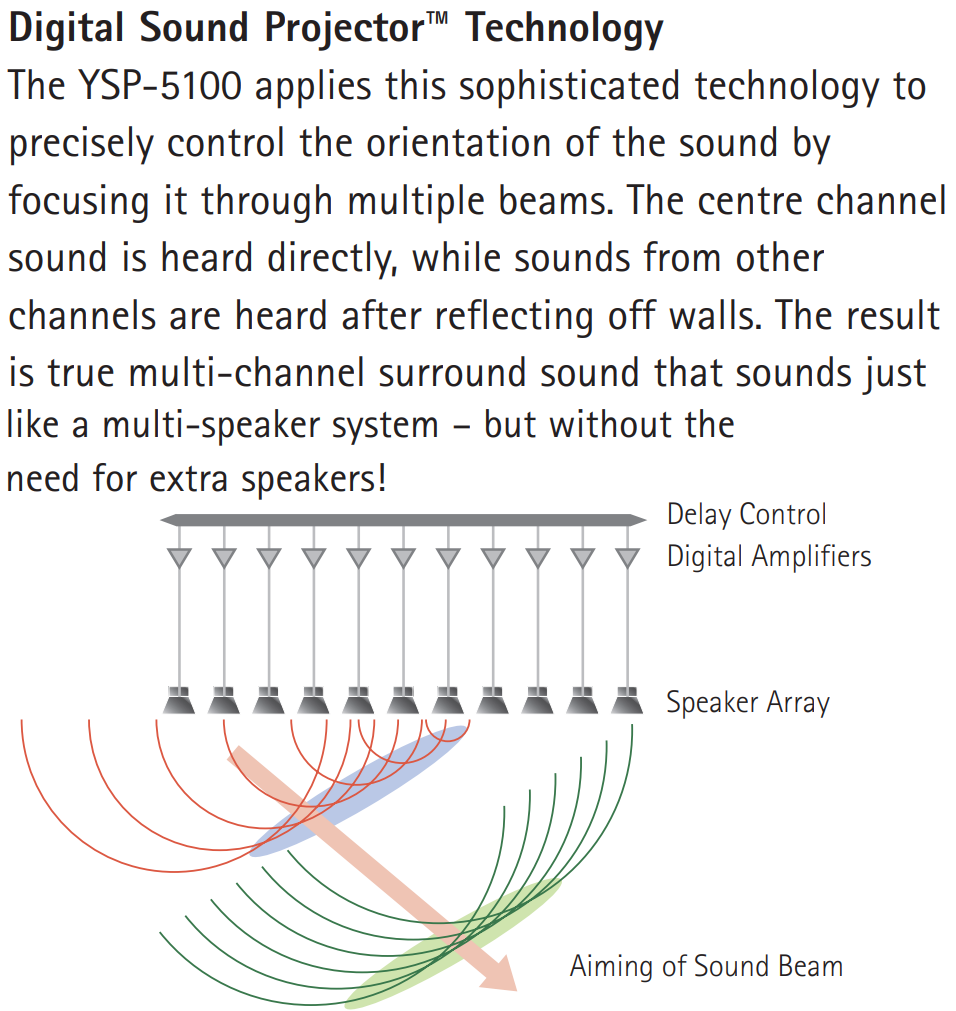 Digital Sound Projector™ Technology
The YSP-5100 applies this sophisticated technology to
precisely control the orientation of the sound by
focusing it through multiple beams. The centre channel
sound is heard directly, while sounds from other
channels are heard after reflecting off walls. The result
is true multi-channel surround sound that sounds just
like a multi-speaker system – but without the
need for extra speakers!
Delay Control
Digital Amplifiers
Speaker Array
Aiming of Sound Beam